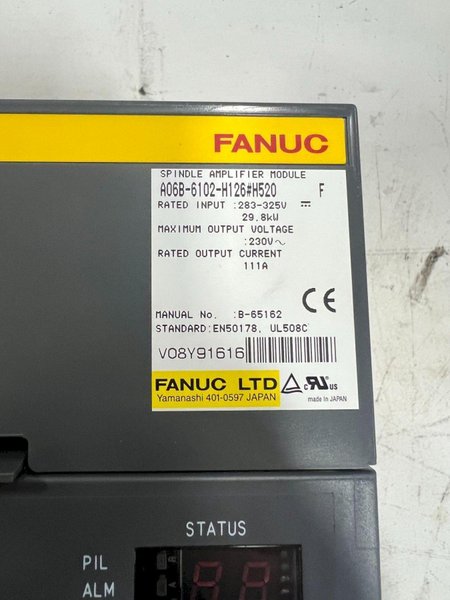 FANUC
SPINDLE AMPLIFIER MODULE
A06B-6102-H126#H520 F
RATED INPUT :283-325V
29.8kW
MAXIMUM OUTPUT VOLTAGE
:230V~
RATED OUTPUT CURRENT
111A
CE
MANUAL No. :B-65162
STANDARD:EN50178, UL508C
V08Y91616
FANUC LTD
Yamanashi 401-0597 JAPAN
c RU US
made in JAPAN
STATUS
PIL
ALM